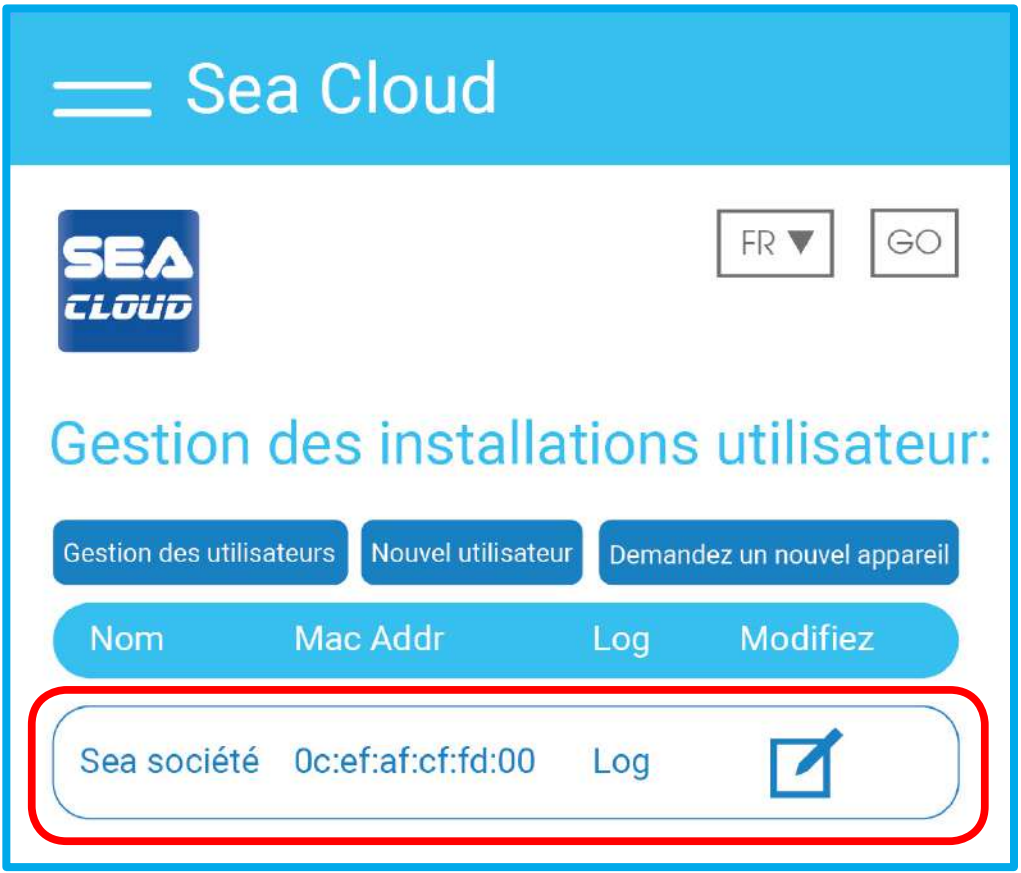 Sea Cloud
SEA
CLOUD
FR ▼ GO
Gestion des installations utilisateur:
Gestion des utilisateurs Nouvel utilisateur Demandez un nouvel appareil
Nom Mac Addr Log Modifiez
Sea société 0c:ef:af:cf:fd:00 Log